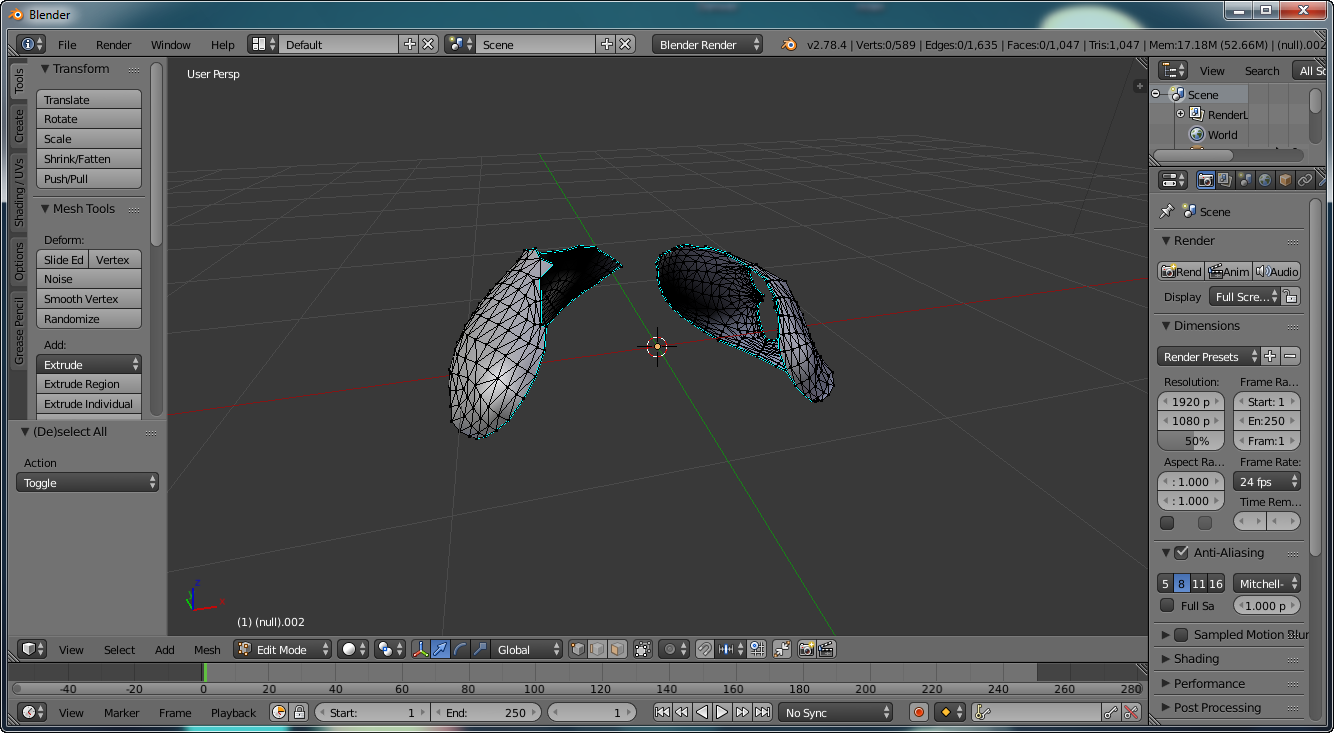 Blender
File Render Window Help Default Scene Blender Render v2.78.4 | Verts:0/589 | Edges:0/1,635 | Faces:0/1,047 | Tris:1,047 | Mem:17.18M (52.66M) | (null).002
Tools
Create
Shading / UVs
Options
Grease Pencil
Transform
Translate
Rotate
Scale
Shrink/Fatten
Push/Pull
Mesh Tools
Deform:
Slide Ed Vertex
Noise
Smooth Vertex
Randomize
Add:
Extrude
Extrude Region
Extrude Individual
(De)select All
Action
Toggle
User Persp
z
x
(1) (null).002
View Select Add Mesh Edit Mode Global
-40 -20 0 20 40 60 80 100 120 140 160 180 200 220 240 260 280
View Marker Frame Playback Start: 1 End: 250 1 No Sync
View Search All Sc
Scene
RenderL
World
Scene
Render
Rend Anim Audio
Display Full Scre...
Dimensions
Render Presets
Resolution: Frame Ra...
1920 p Start: 1
1080 p En:250
50% Fram:1
Aspect Ra... Frame Rate:
: 1.000 24 fps
: 1.000 Time Rem...
Anti-Aliasing
5 8 11 16 Mitchell-
Full Sa 1.000 p
Sampled Motion Blur
Shading
Performance
Post Processing